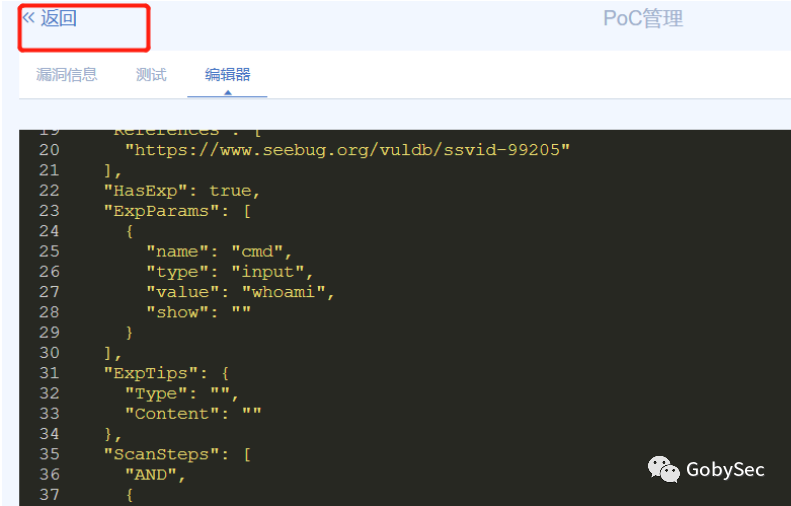 « 返回
PoC管理
漏洞信息 测试 编辑器
19 "References": [
20 "https://www.seebug.org/vuldb/ssvid-99205"
21 ],
22 "HasExp": true,
23 "ExpParams": [
24 {
25 "name": "cmd",
26 "type": "input",
27 "value": "whoami",
28 "show": ""
29 }
30 ],
31 "ExpTips": {
32 "Type": "",
33 "Content": ""
34 },
35 "ScanSteps": [
36 "AND",
37 {
GobySec